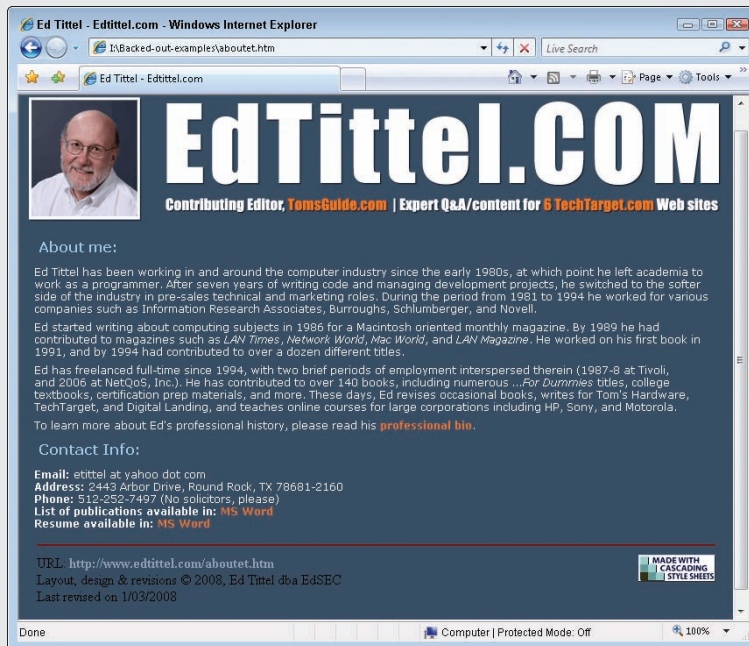 Ed Tittel - Edtittel.com - Windows Internet Explorer
I:\Backed-out-examples\aboutet.htm
Live Search
Ed Tittel - Edtittel.com
Page
Tools
EdTittel.COM
Contributing Editor, TomsGuide.com | Expert Q&A/content for 6 TechTarget.com Web sites
About me:
Ed Tittel has been working in and around the computer industry since the early 1980s, at which point he left academia to
work as a programmer. After seven years of writing code and managing development projects, he switched to the softer
side of the industry in pre-sales technical and marketing roles. During the period from 1981 to 1994 he worked for various
companies such as Information Research Associates, Burroughs, Schlumberger, and Novell.
Ed started writing about computing subjects in 1986 for a Macintosh oriented monthly magazine. By 1989 he had
contributed to magazines such as LAN Times, Network World, Mac World, and LAN Magazine. He worked on his first book in
1991, and by 1994 had contributed to over a dozen different titles.
Ed has freelanced full-time since 1994, with two brief periods of employment interspersed therein (1987-8 at Tivoli,
and 2006 at NetQoS, Inc.). He has contributed to over 140 books, including numerous ...For Dummies titles, college
textbooks, certification prep materials, and more. These days, Ed revises occasional books, writes for Tom's Hardware,
TechTarget, and Digital Landing, and teaches online courses for large corporations including HP, Sony, and Motorola.
To learn more about Ed's professional history, please read his professional bio.
Contact Info:
Email: etittel at yahoo dot com
Address: 2443 Arbor Drive, Round Rock, TX 78681-2160
Phone: 512-252-7497 (No solicitors, please)
List of publications available in: MS Word
Resume available in: MS Word
URL: http://www.edtittel.com/aboutet.htm
Layout, design & revisions © 2008, Ed Tittel dba EdSEC
Last revised on 1/03/2008
MADE WITH
CASCADING
STYLE SHEETS
Done
Computer | Protected Mode: Off
100%